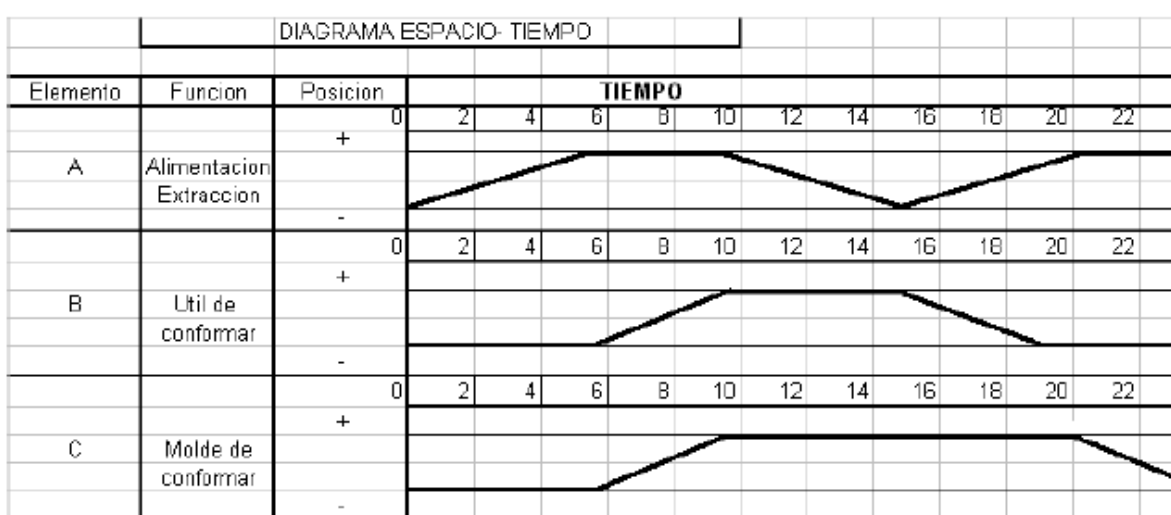 DIAGRAMA ESPACIO- TIEMPO
Elemento Funcion Posicion TIEMPO
0 2 4 6 8 10 12 14 16 18 20 22
+
A Alimentacion
Extraccion
-
0 2 4 6 8 10 12 14 16 18 20 22
+
B Util de
conformar
-
0 2 4 6 8 10 12 14 16 18 20 22
+
C Molde de
conformar
-